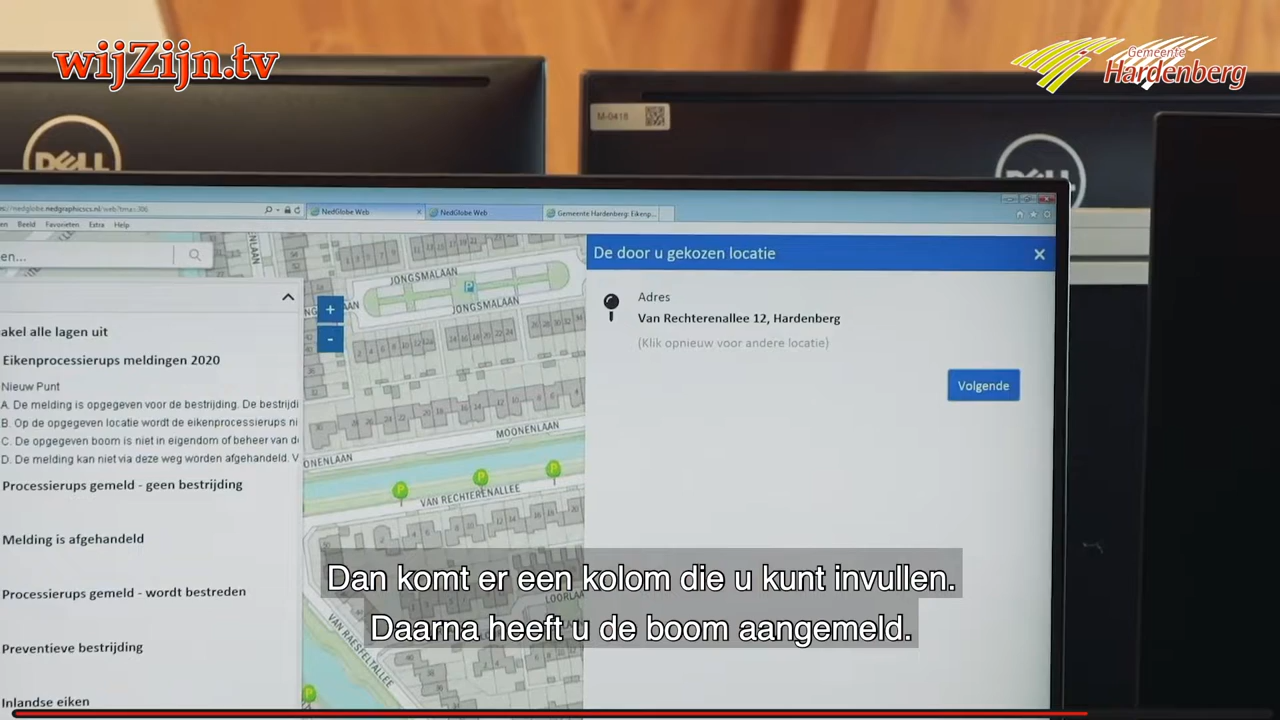 wijZijn.tv
Gemeente
Hardenberg
M-0418
DELL
DELL
NedGlobe Web
NedGlobe Web
Gemeente Hardenberg: Eikenp...
Beeld Favorieten Extra Help
en...
De door u gekozen locatie
Adres
Van Rechterenallee 12, Hardenberg
(Klik opnieuw voor andere locatie)
Volgende
akel alle lagen uit
Eikenprocessierups meldingen 2020
Nieuw Punt
A. De melding is opgegeven voor de bestrijding. De bestrijdi
B. Op de opgegeven locatie wordt de eikenprocessierups ni
C. De opgegeven boom is niet in eigendom of beheer van d
D. De melding kan niet via deze weg worden afgehandeld. V
Processierups gemeld - geen bestrijding
Melding is afgehandeld
Processierups gemeld - wordt bestreden
Preventieve bestrijding
Inlandse eiken
+
-
JONGSMALAAN
P
JONGSMALAAN
MOONENLAAN
ONENLAAN
P
P
P
VAN RECHTERENALLEE
LOORLAA
VAN RAESFELTALLEE
P
Dan komt er een kolom die u kunt invullen.
Daarna heeft u de boom aangemeld.